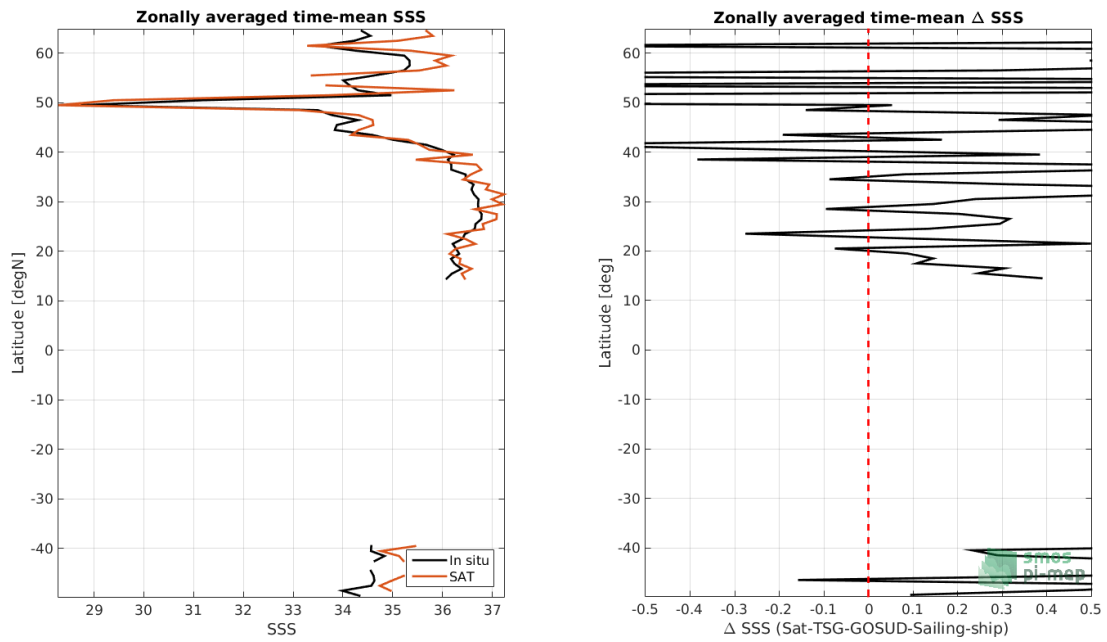 Zonally averaged time-mean SSS
60
50
40
30
20
10
0
-10
-20
-30
-40
Latitude [degN]
29 30 31 32 33 34 35 36 37
SSS
In situ
SAT
Zonally averaged time-mean Δ SSS
60
50
40
30
20
10
0
-10
-20
-30
-40
Latitude [deg]
-0.5 -0.4 -0.3 -0.2 -0.1 0 0.1 0.2 0.3 0.4 0.5
Δ SSS (Sat-TSG-GOSUD-Sailing-ship)
smos
pi-mep